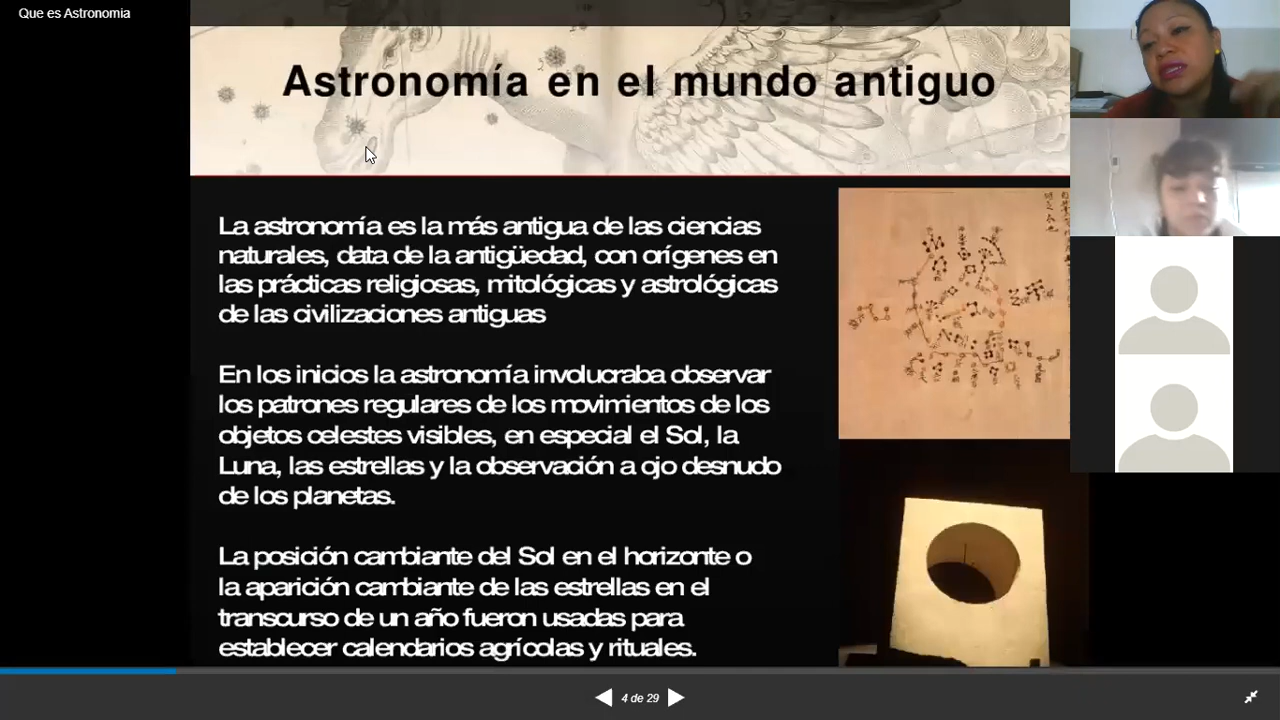 Que es Astronomia
Astronomía en el mundo antiguo
La astronomía es la más antigua de las ciencias
naturales, data de la antigüedad, con orígenes en
las prácticas religiosas, mitológicas y astrológicas
de las civilizaciones antiguas
En los inicios la astronomía involucraba observar
los patrones regulares de los movimientos de los
objetos celestes visibles, en especial el Sol, la
Luna, las estrellas y la observación a ojo desnudo
de los planetas.
La posición cambiante del Sol en el horizonte o
la aparición cambiante de las estrellas en el
transcurso de un año fueron usadas para
establecer calendarios agrícolas y rituales.
4 de 29